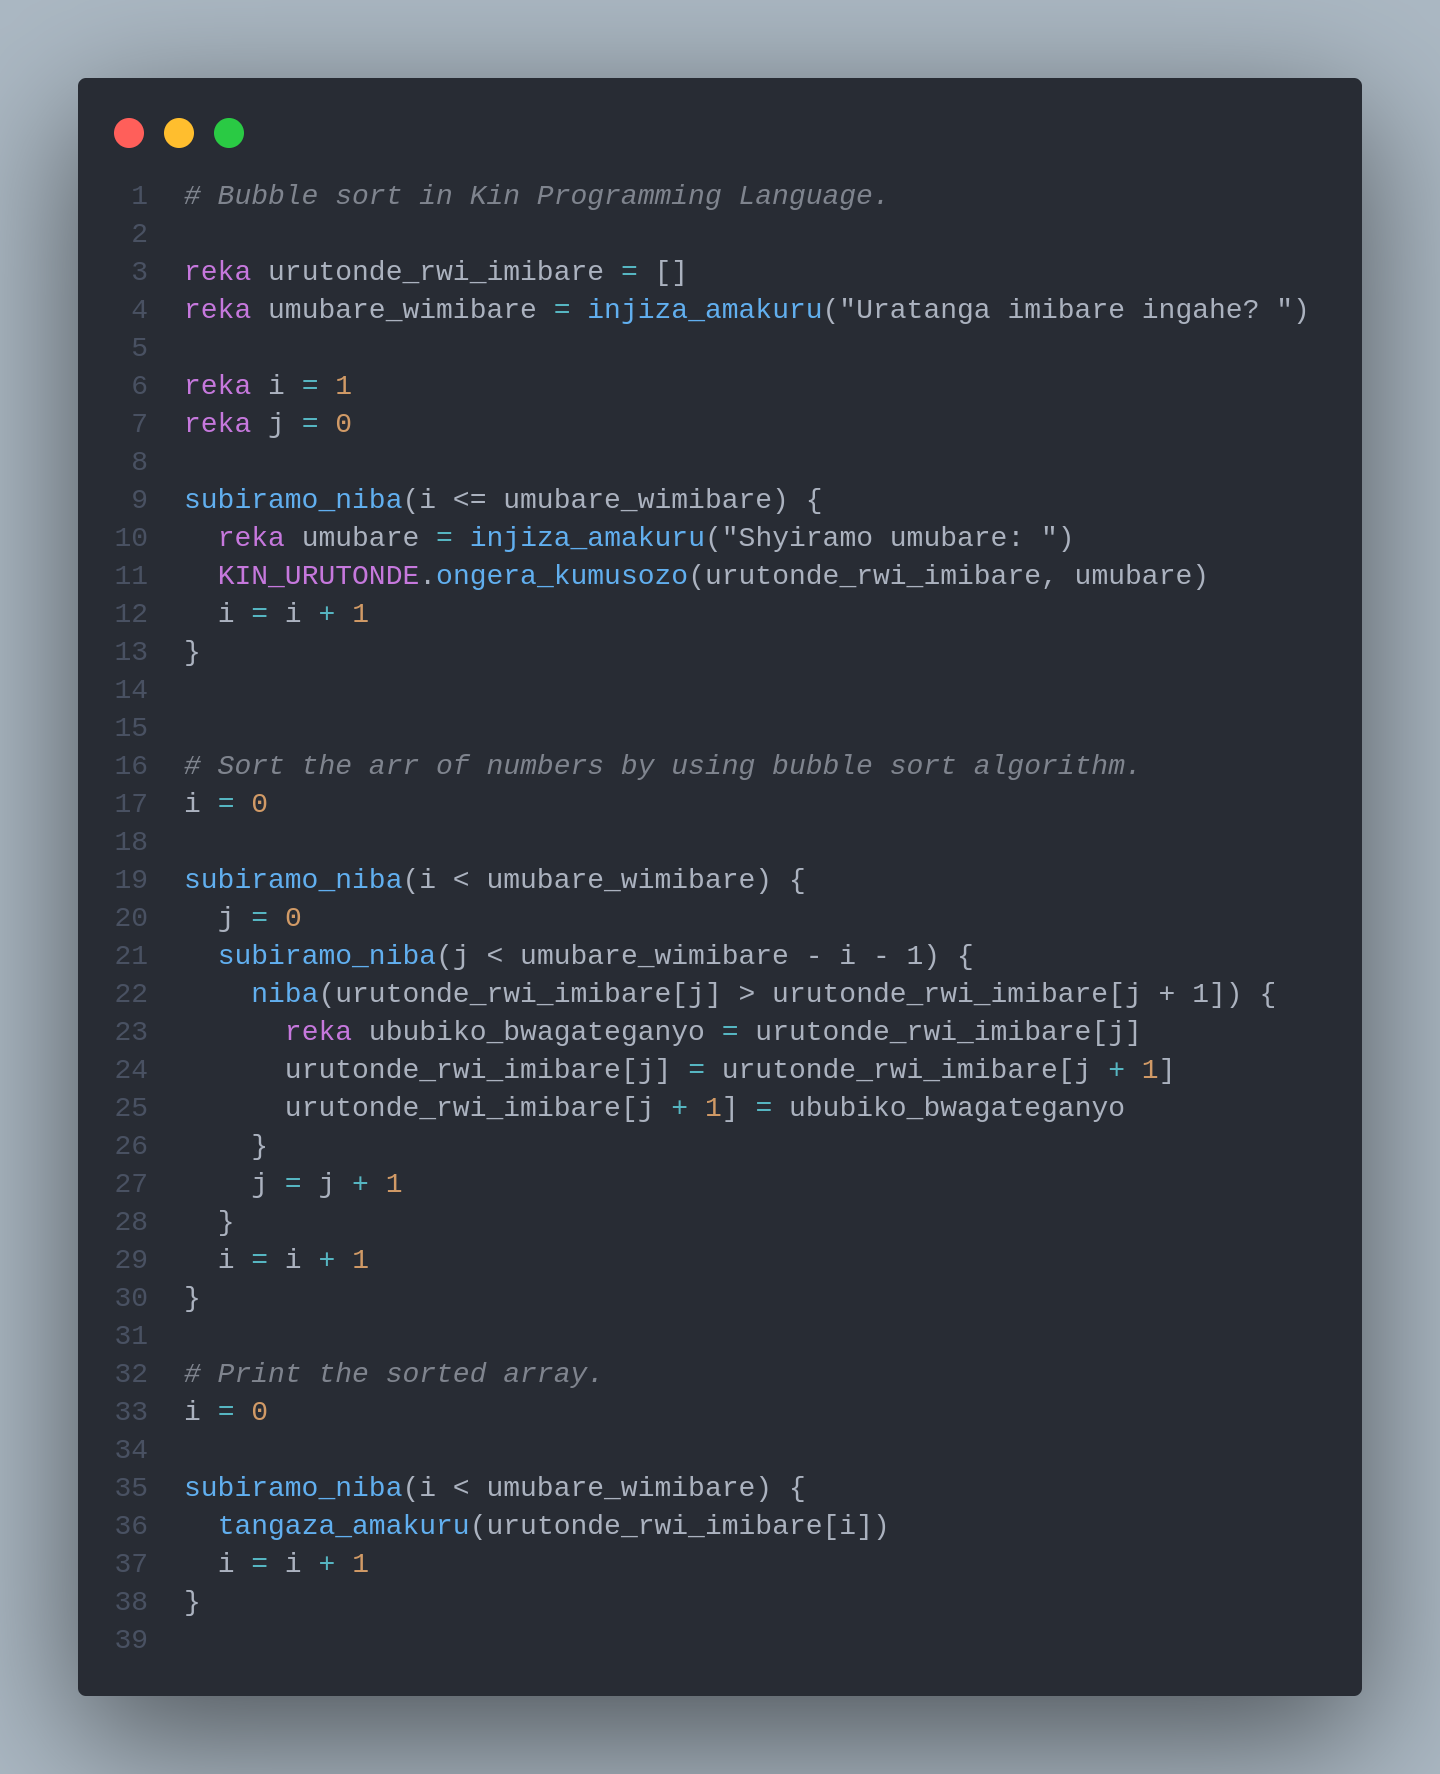 1 # Bubble sort in Kin Programming Language.
2
3 reka urutonde_rwi_imibare = []
4 reka umubare_wimibare = injiza_amakuru("Uratanga imibare ingahe? ")
5
6 reka i = 1
7 reka j = 0
8
9 subiramo_niba(i <= umubare_wimibare) {
10   reka umubare = injiza_amakuru("Shyiramo umubare: ")
11   KIN_URUTONDE.ongera_kumusozo(urutonde_rwi_imibare, umubare)
12   i = i + 1
13 }
14
15
16 # Sort the arr of numbers by using bubble sort algorithm.
17 i = 0
18
19 subiramo_niba(i < umubare_wimibare) {
20   j = 0
21   subiramo_niba(j < umubare_wimibare - i - 1) {
22     niba(urutonde_rwi_imibare[j] > urutonde_rwi_imibare[j + 1]) {
23       reka ububiko_bwagateganyo = urutonde_rwi_imibare[j]
24       urutonde_rwi_imibare[j] = urutonde_rwi_imibare[j + 1]
25       urutonde_rwi_imibare[j + 1] = ububiko_bwagateganyo
26     }
27     j = j + 1
28   }
29   i = i + 1
30 }
31
32 # Print the sorted array.
33 i = 0
34
35 subiramo_niba(i < umubare_wimibare) {
36   tangaza_amakuru(urutonde_rwi_imibare[i])
37   i = i + 1
38 }
39